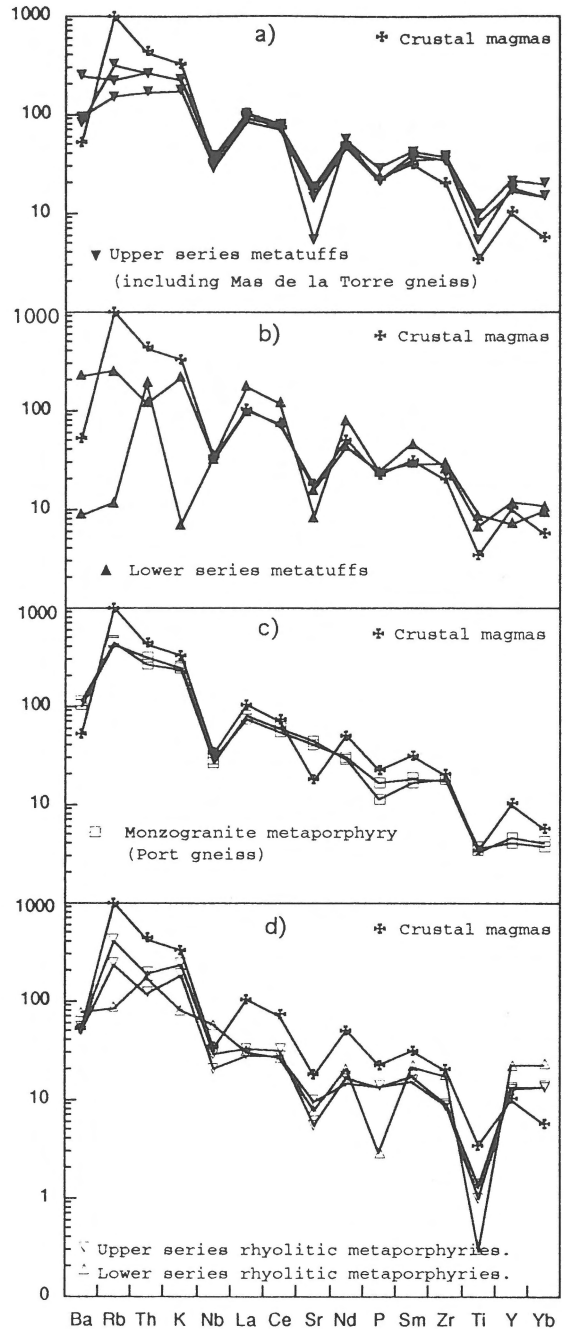 1000
a)
Crustal magmas
100
10
Upper series metatuffs
(including Mas de la Torre gneiss)
1000
b)
Crustal magmas
100
10
Lower series metatuffs
1000
c)
Crustal magmas
100
10
Monzogranite metaporphyry
(Port gneiss)
1000
d)
Crustal magmas
100
10
1
Upper series rhyolitic metaporphyries.
Lower series rhyolitic metaporphyries.
0
Ba Rb Th K Nb La Ce Sr Nd P Sm Zr Ti Y Yb